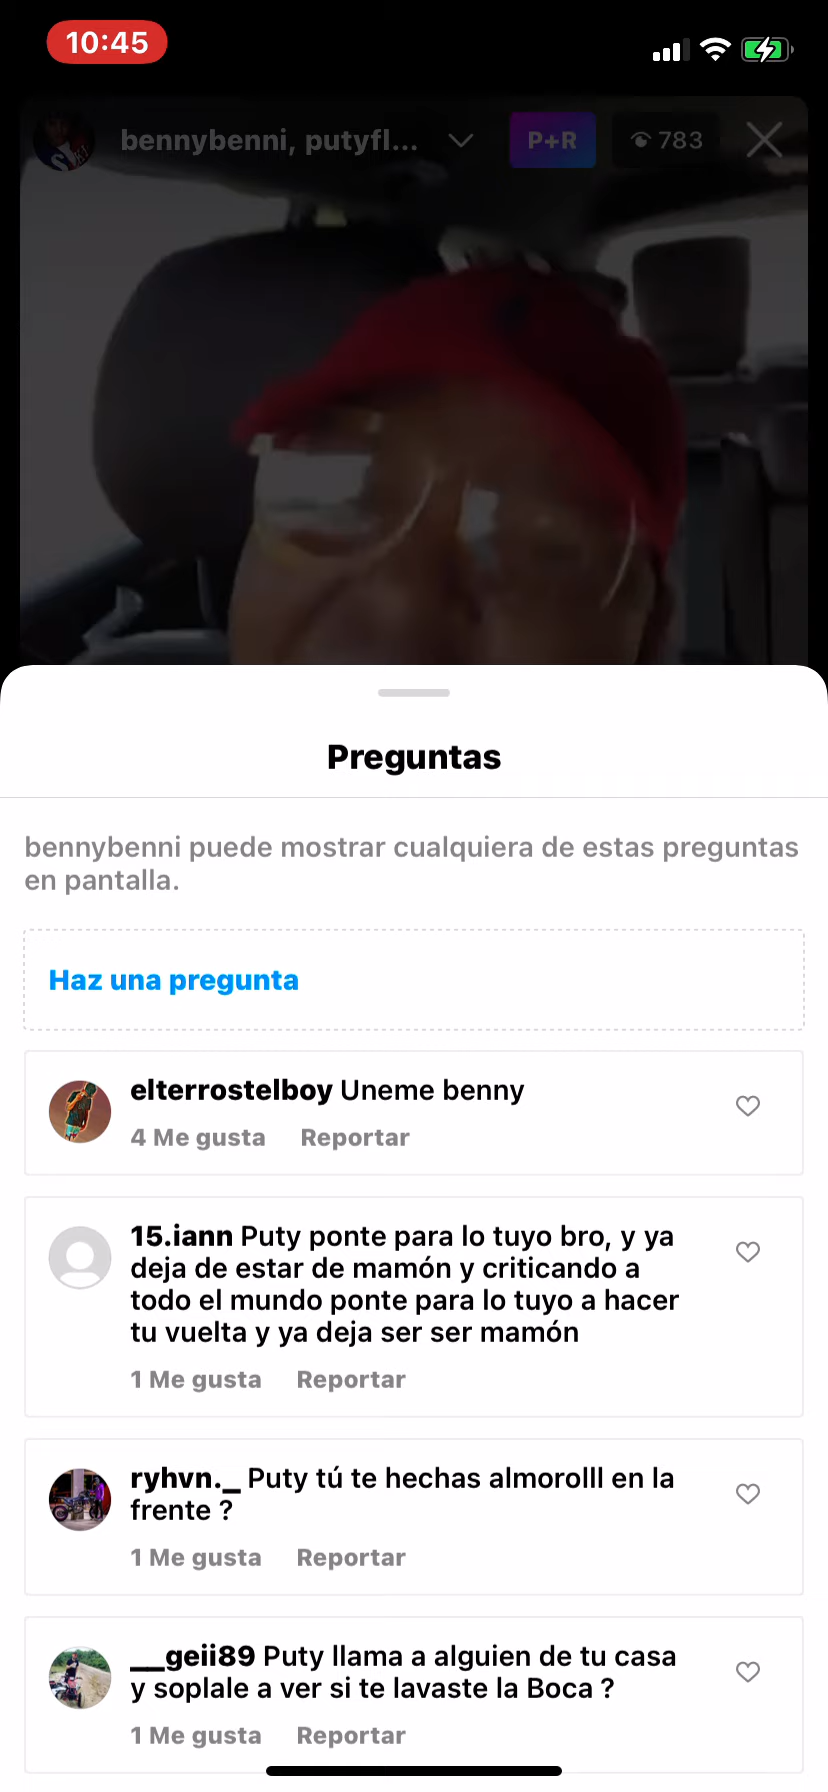 10:45
bennybenni, putyfl...
P+R
783
Preguntas
bennybenni puede mostrar cualquiera de estas preguntas
en pantalla.
Haz una pregunta
elterrostelboy Uneme benny
4 Me gusta Reportar
15.iann Puty ponte para lo tuyo bro, y ya
deja de estar de mamón y criticando a
todo el mundo ponte para lo tuyo a hacer
tu vuelta y ya deja ser ser mamón
1 Me gusta Reportar
ryhvn._ Puty tú te hechas almorolll en la
frente ?
1 Me gusta Reportar
__geii89 Puty llama a alguien de tu casa
y soplale a ver si te lavaste la Boca ?
1 Me gusta Reportar